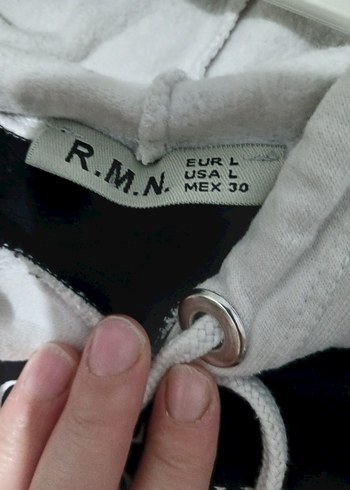 R.M.N.
EUR L
USA L
MEX 30